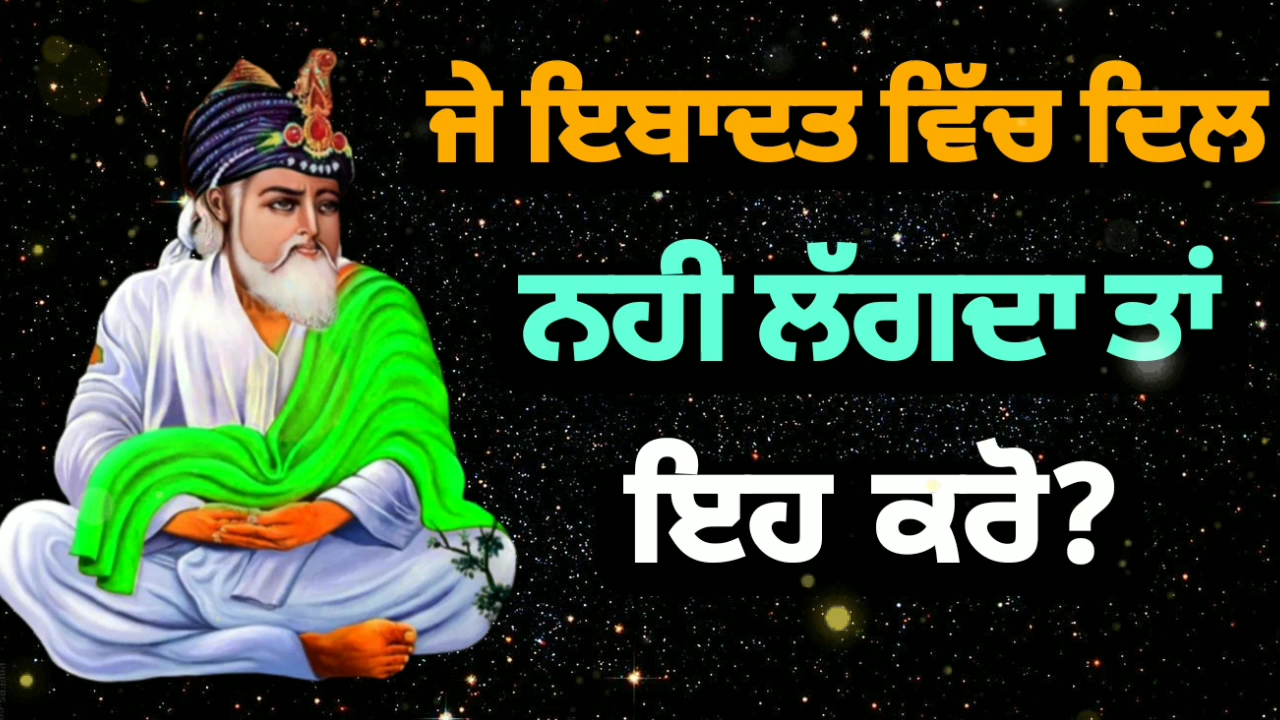 ਜੇ ਇਬਾਦਤ ਵਿੱਚ ਦਿਲ
ਨਹੀ ਲੱਗਦਾ ਤਾਂ
ਇਹ ਕਰੋ?